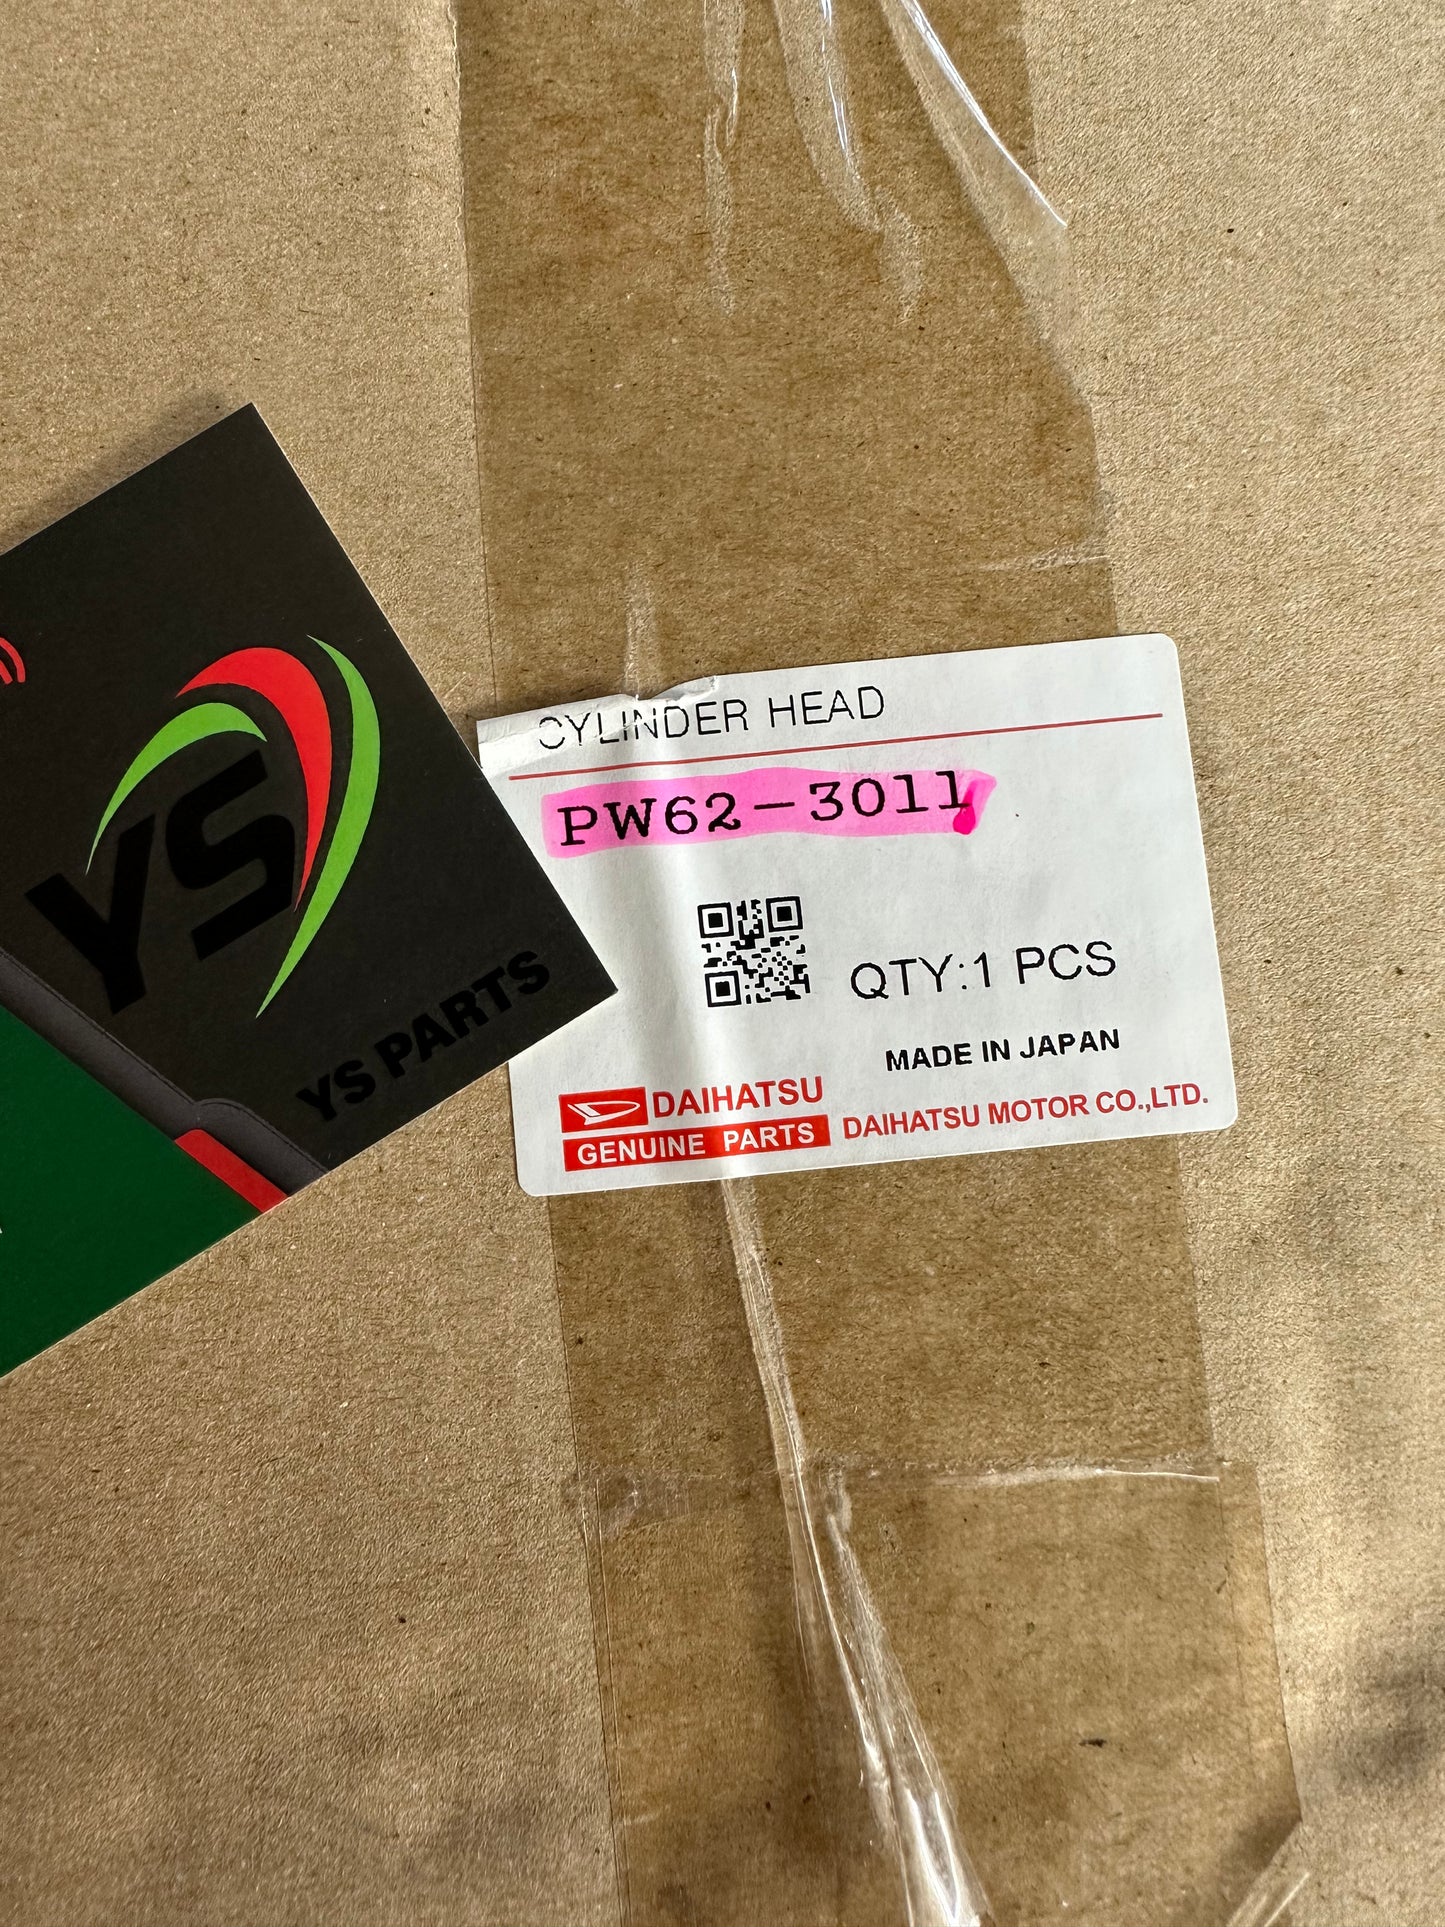 CYLINDER HEAD
PW62-3011
QTY:1 PCS
MADE IN JAPAN
DAIHATSU
GENUINE PARTS
DAIHATSU MOTOR CO.,LTD.
YS
YS PARTS